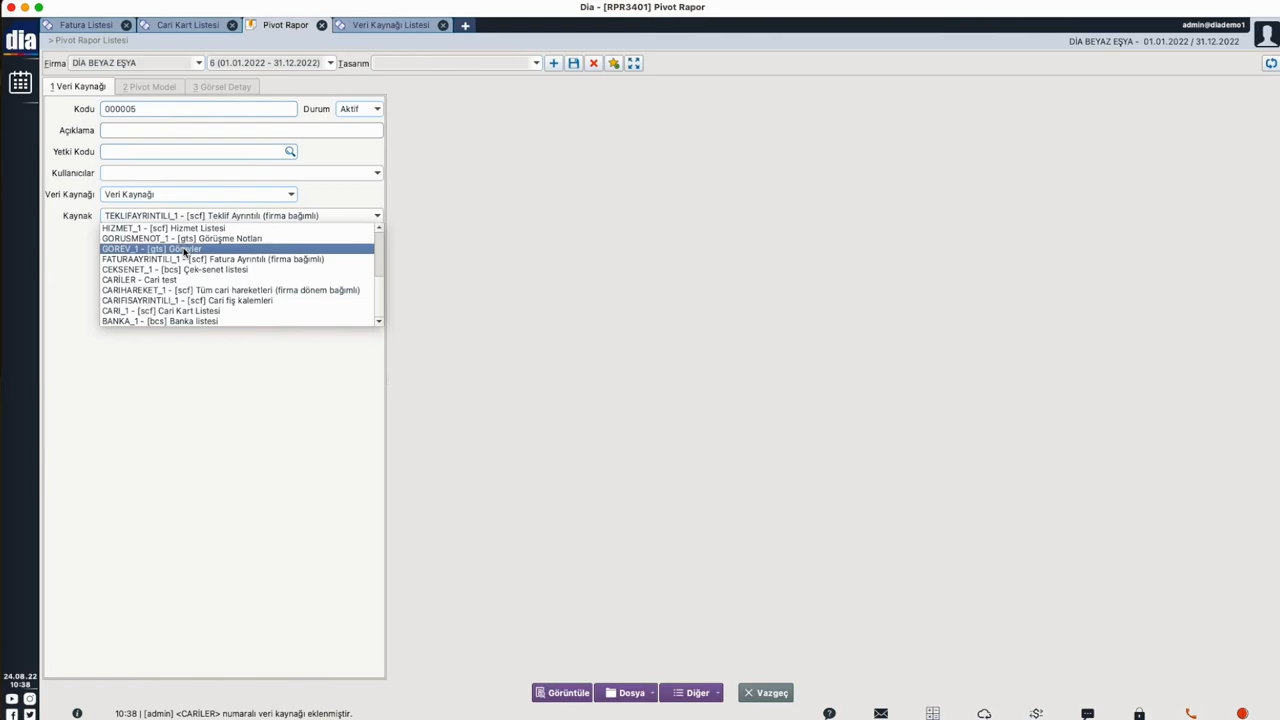 Dia - [RPR3401] Pivot Rapor
Fatura Listesi
Cari Kart Listesi
Pivot Rapor
Veri Kaynağı Listesi
admin@diademo1
dia
> Pivot Rapor Listesi
DİA BEYAZ EŞYA - 01.01.2022 / 31.12.2022
Firma DİA BEYAZ EŞYA 6 (01.01.2022 - 31.12.2022) Tasarım
1 Veri Kaynağı 2 Pivot Model 3 Görsel Detay
Kodu 000005 Durum Aktif
Açıklama
Yetki Kodu
Kullanıcılar
Veri Kaynağı Veri Kaynağı
Kaynak TEKLIFAYRINTILI_1 - [scf] Teklif Ayrıntılı (firma bağımlı)
HIZMET_1 - [scf] Hizmet Listesi
GORUSMENOT_1 - [gts] Görüşme Notları
GOREV_1 - [gts] Görevler
FATURAAYRINTILI_1 - [scf] Fatura Ayrıntılı (firma bağımlı)
CEKSENET_1 - [bcs] Çek-senet listesi
CARİLER - Cari test
CARIHAREKET_1 - [scf] Tüm cari hareketleri (firma dönem bağımlı)
CARIFISAYRINTILI_1 - [scf] Cari fiş kalemleri
CARI_1 - [scf] Cari Kart Listesi
BANKA_1 - [bcs] Banka listesi
24.08.22
10:38
Görüntüle Dosya Diğer Vazgeç
10:38 | [admin] <CARİLER> numaralı veri kaynağı eklenmiştir.